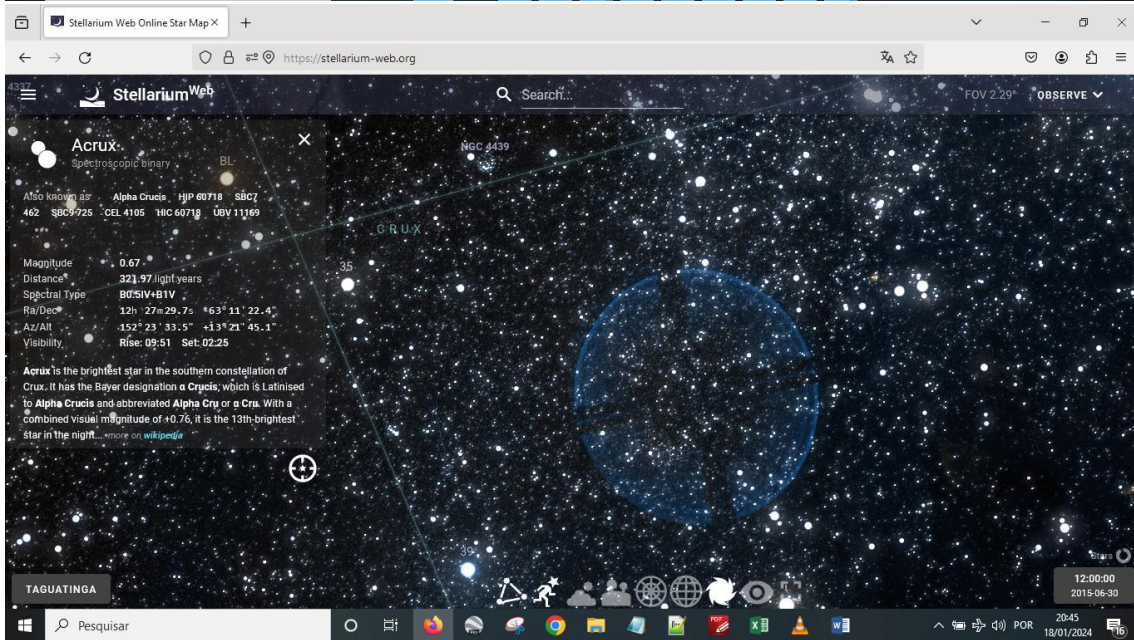 Stellarium Web Online Star Map
https://stellarium-web.org
4337
Stellarium Web
Search...
FOV 2.29°
OBSERVE
Acrux
Spectroscopic binary
BL
Also known as Alpha Crucis HIP 60718 SBC7
462 SBC9 725 CEL 4105 HIC 60718 UBV 11169
NGC 4439
CRUX
35
Magnitude 0.67
Distance 321.97 light years
Spectral Type B0.5IV+B1V
Ra/Dec 12h 27m29.7s -63°11'22.4"
Az/Alt 152°23'33.5" +13°21'45.1"
Visibility Rise: 09:51 Set: 02:25
Acrux is the brightest star in the southern constellation of
Crux. It has the Bayer designation α Crucis, which is Latinised
to Alpha Crucis and abbreviated Alpha Cru or α Cru. With a
combined visual magnitude of +0.76, it is the 13th-brightest
star in the night... more on wikipedia
39
Stars
TAGUATINGA
12:00:00
2015-06-30
Pesquisar
POR
20:45
18/01/2024
16